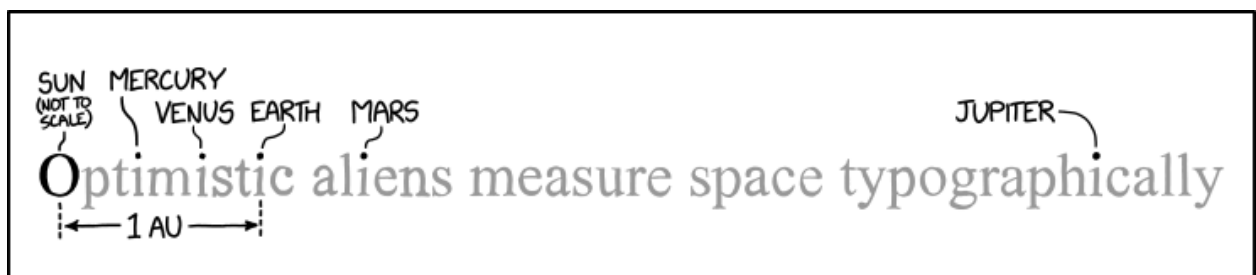 SUN
(NOT TO
SCALE)
MERCURY
VENUS
EARTH
MARS
JUPITER
Optimistic aliens measure space typographically
1 AU